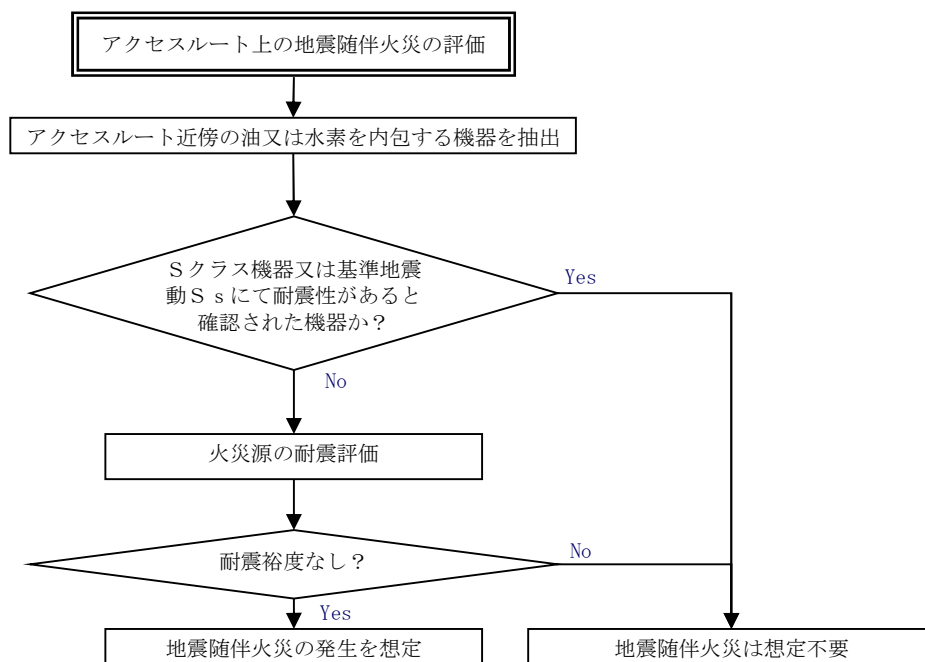 アクセスルート上の地震随伴火災の評価
アクセスルート近傍の油又は水素を内包する機器を抽出
Ｓクラス機器又は基準地震
動Ｓｓにて耐震性があると
確認された機器か？
Yes
No
火災源の耐震評価
耐震裕度なし？
No
Yes
地震随伴火災の発生を想定
地震随伴火災は想定不要